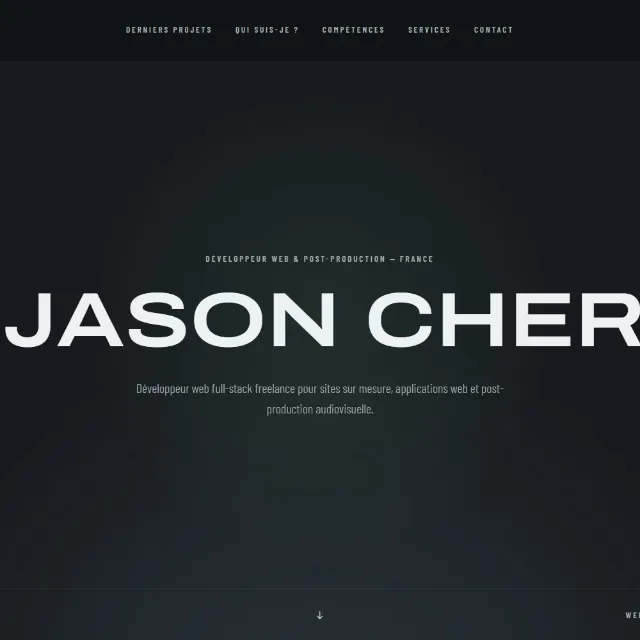 DERNIERS PROJETS QUI SUIS-JE ? COMPÉTENCES SERVICES CONTACT
DÉVELOPPEUR WEB & POST-PRODUCTION — FRANCE
JASON CHER
Développeur web full-stack freelance pour sites sur mesure, applications web et post-
production audiovisuelle.